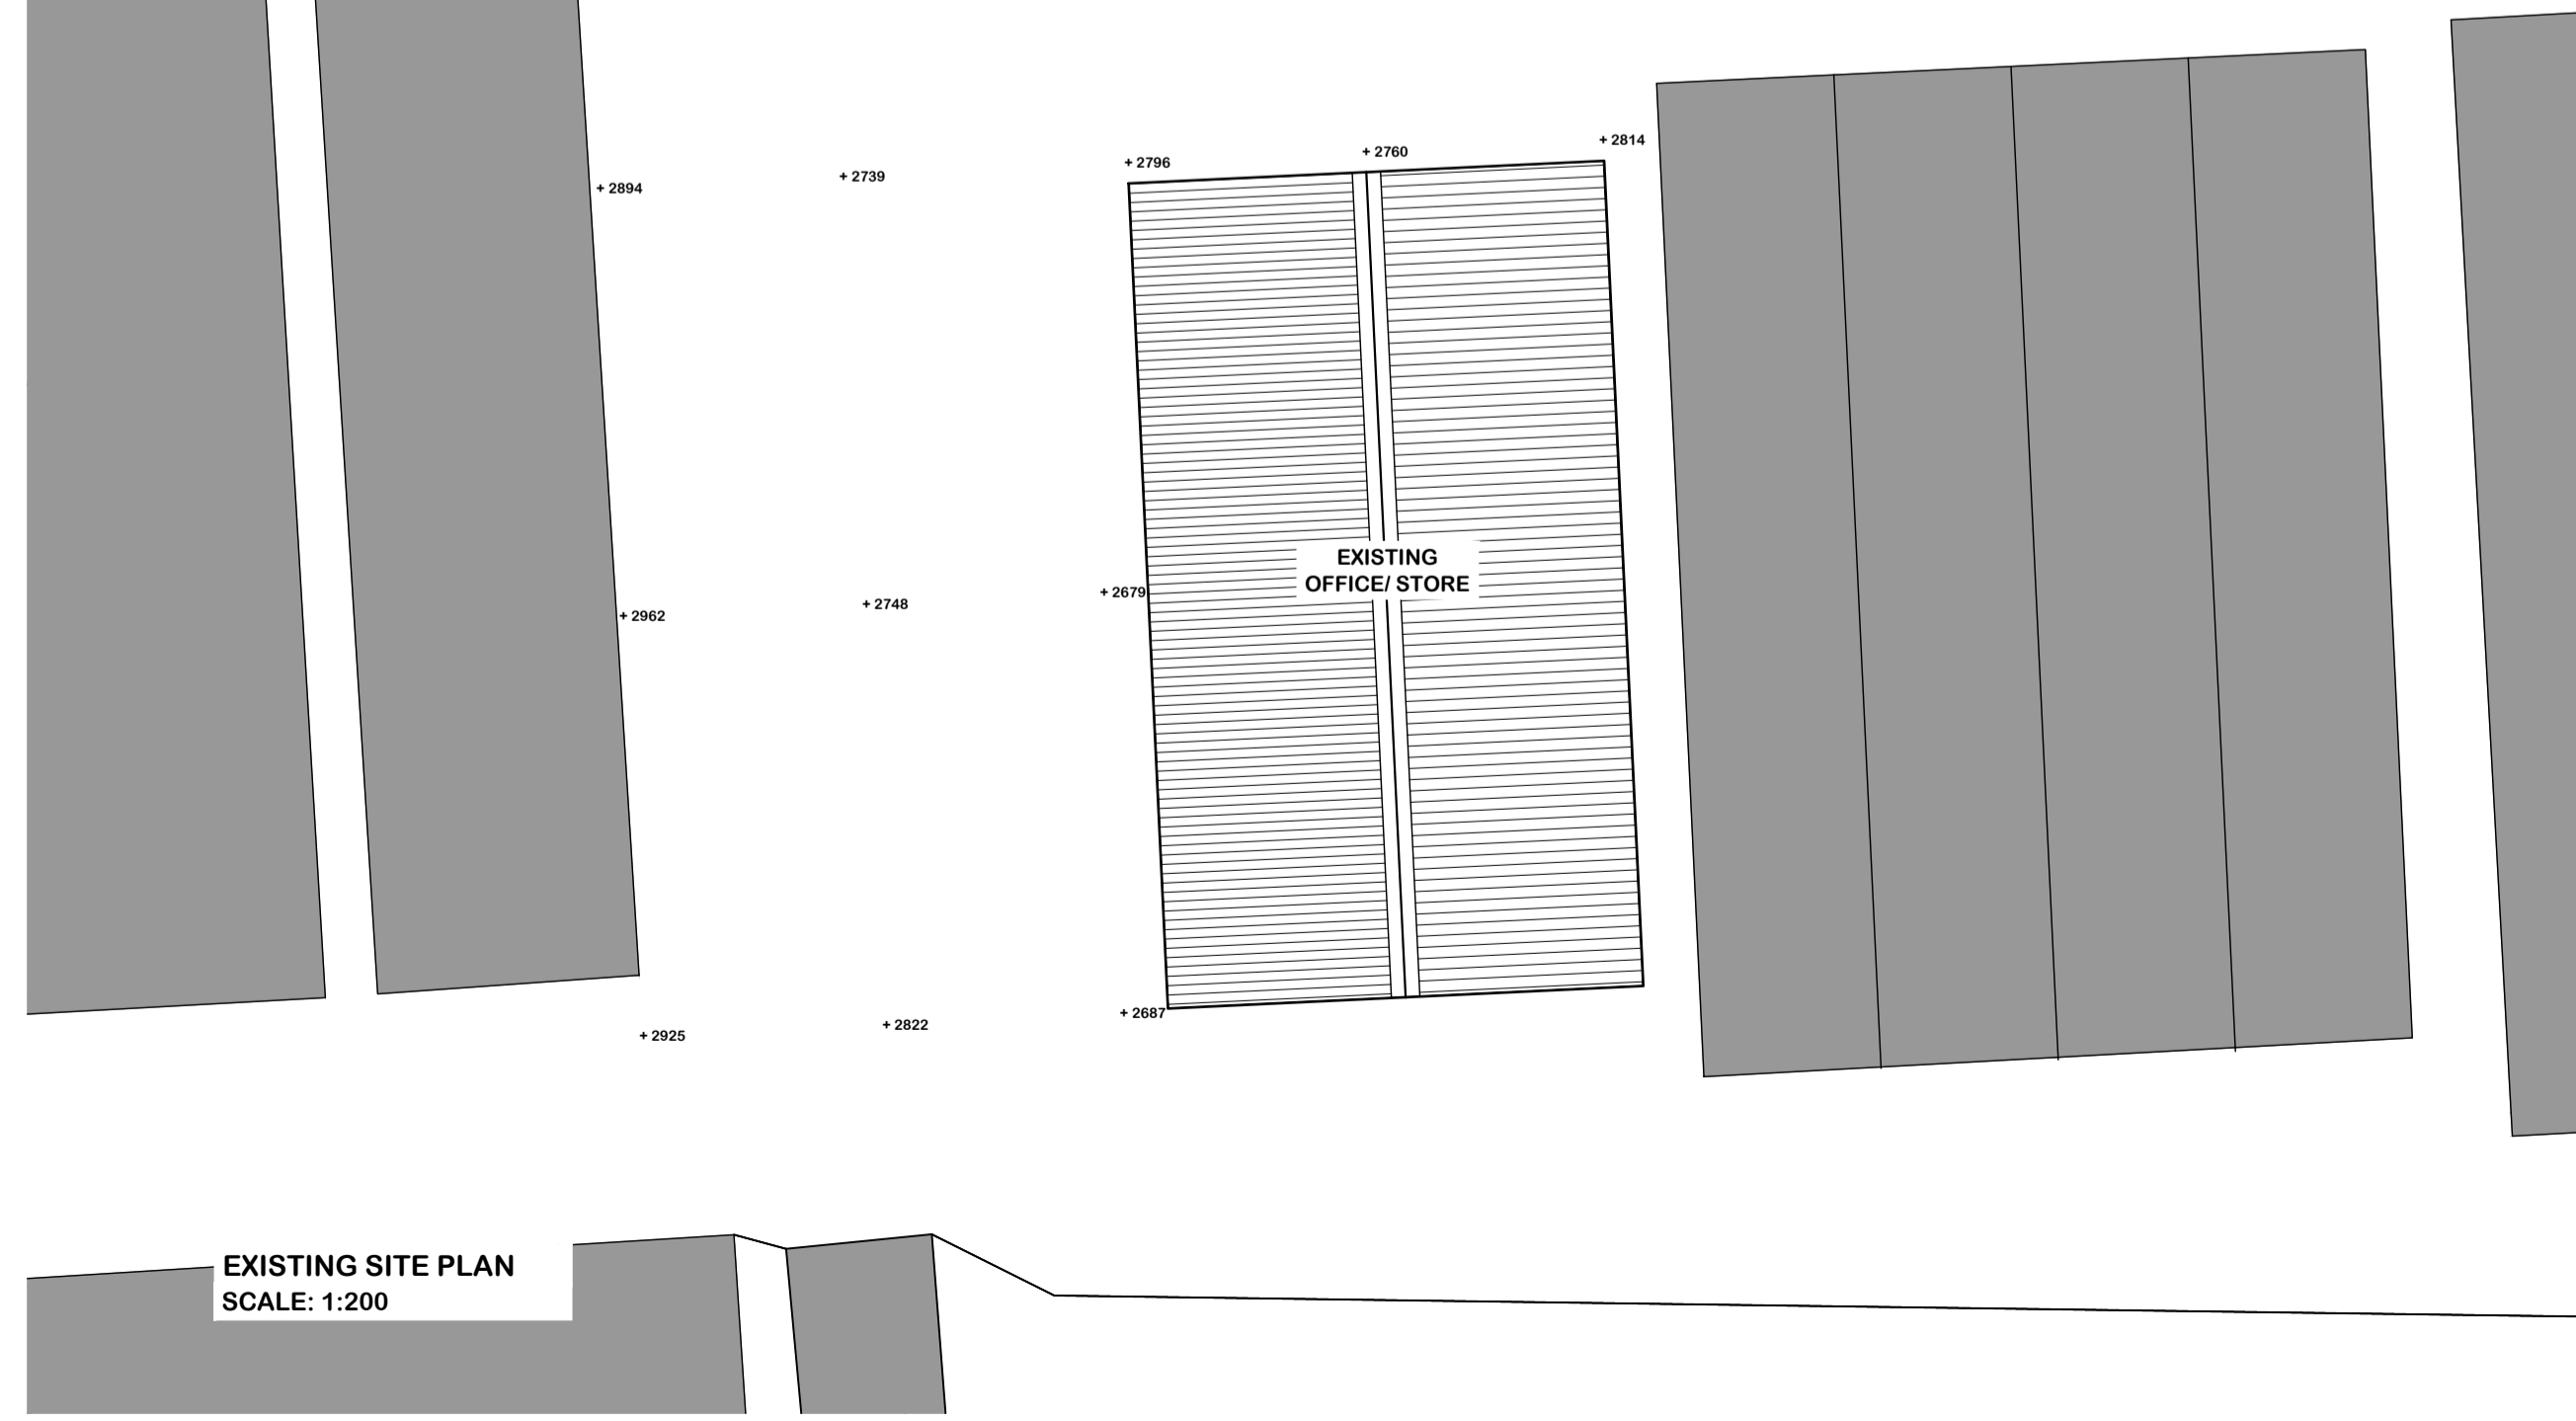 + 2814
+ 2760
+ 2796
+ 2739
+ 2894
EXISTING
OFFICE/ STORE
+ 2679
+ 2748
+ 2962
+ 2687
+ 2822
+ 2925
EXISTING SITE PLAN
SCALE: 1:200